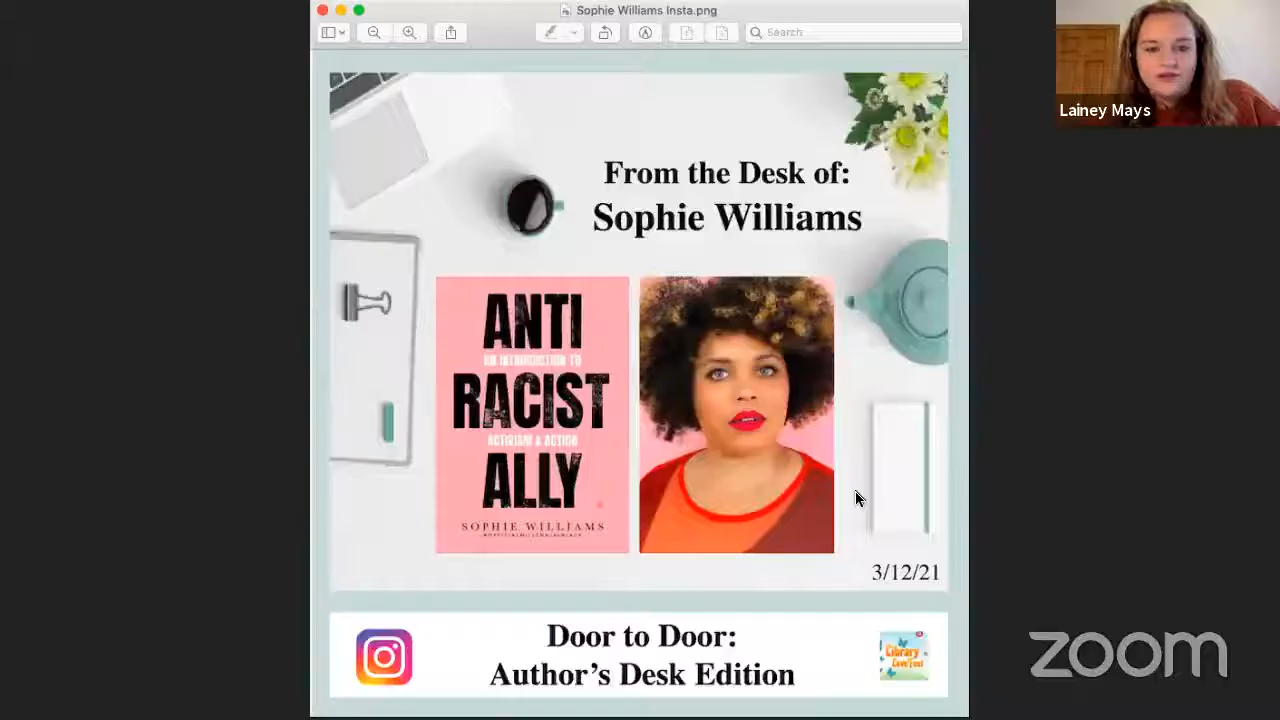 Sophie Williams Insta.png
Search
Lainey Mays
From the Desk of:
Sophie Williams
ANTI
AN INTRODUCTION TO
RACIST
ACTIVISM & ACTION
ALLY
SOPHIE WILLIAMS
3/12/21
Door to Door:
Author's Desk Edition
Library
LoveFest
zoom